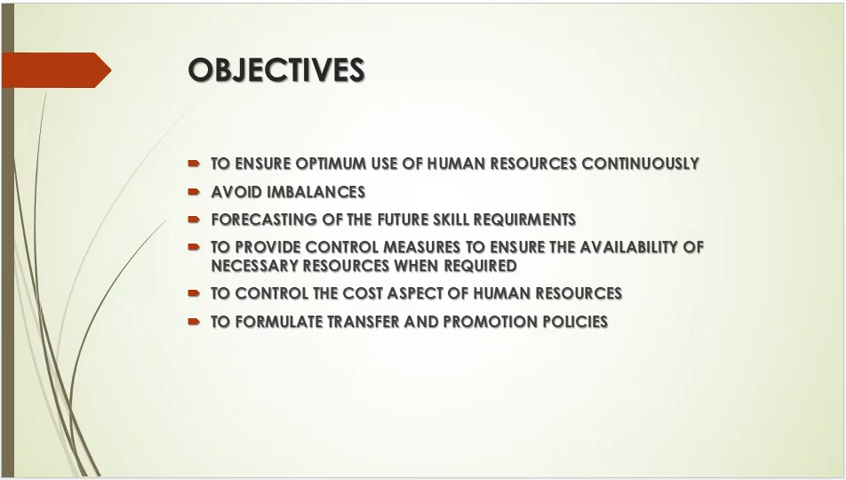 OBJECTIVES
TO ENSURE OPTIMUM USE OF HUMAN RESOURCES CONTINUOUSLY
AVOID IMBALANCES
FORECASTING OF THE FUTURE SKILL REQUIRMENTS
TO PROVIDE CONTROL MEASURES TO ENSURE THE AVAILABILITY OF
NECESSARY RESOURCES WHEN REQUIRED
TO CONTROL THE COST ASPECT OF HUMAN RESOURCES
TO FORMULATE TRANSFER AND PROMOTION POLICIES